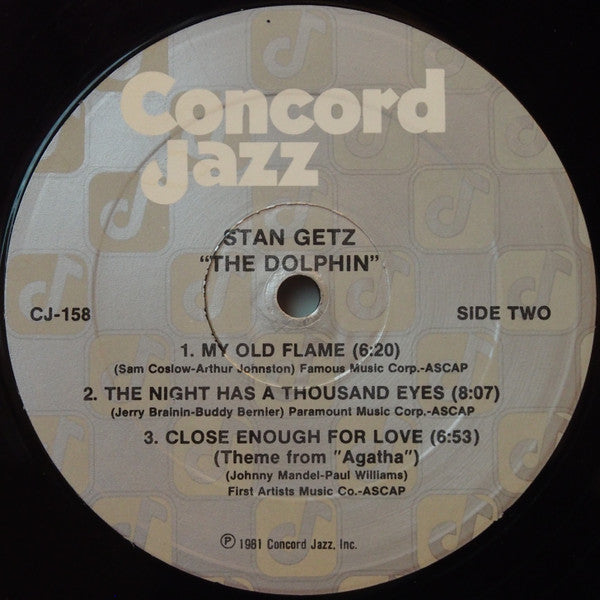 Concord
Jazz
STAN GETZ
"THE DOLPHIN"
CJ-158
SIDE TWO
1. MY OLD FLAME (6:20)
(Sam Coslow-Arthur Johnston) Famous Music Corp.-ASCAP
2. THE NIGHT HAS A THOUSAND EYES (8:07)
(Jerry Brainin-Buddy Bernier) Paramount Music Corp.-ASCAP
3. CLOSE ENOUGH FOR LOVE (6:53)
(Theme from "Agatha")
(Johnny Mandel-Paul Williams)
First Artists Music Co.-ASCAP
℗ 1981 Concord Jazz, Inc.